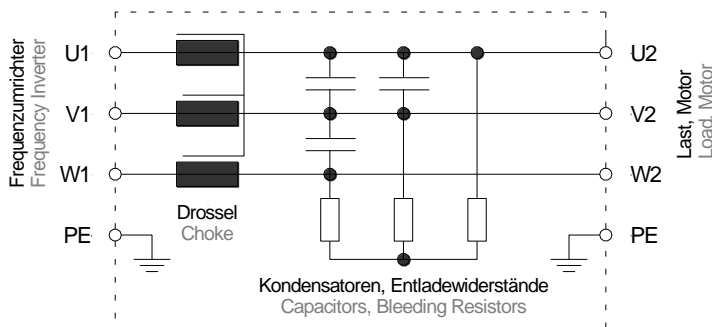 Frequenzumrichter
Frequency Inverter
U1
V1
W1
PE
Drossel
Choke
Kondensatoren, Entladewiderstände
Capacitors, Bleeding Resistors
U2
V2
W2
PE
Last, Motor
Load, Motor